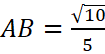 AB = √10/5